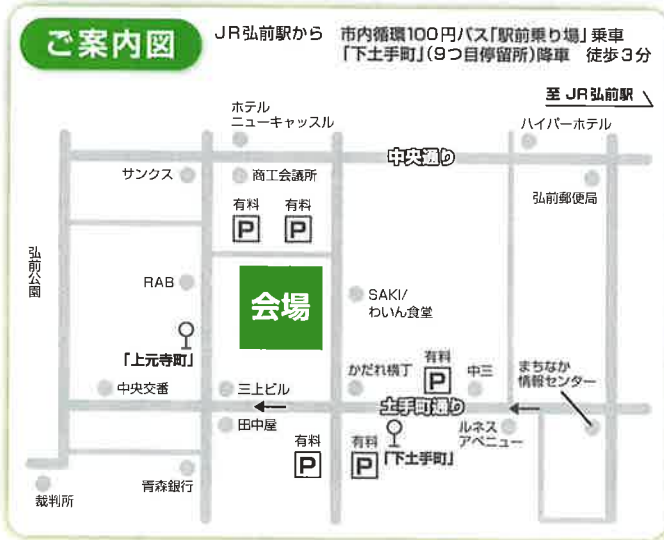 ご案内図
JR弘前駅から 市内循環100円バス「駅前乗り場」乗車
「下土手町」(9つ目停留所)降車 徒歩3分
至 JR弘前駅
ホテル
ニューキャッスル
ハイパーホテル
中央通り
サンクス
商工会議所
弘前郵便局
有料
P
有料
P
弘前公園
RAB
会場
SAKI/
わいん食堂
「上元寺町」
かだれ横丁
有料
P
中三
まちなか
情報センター
中央交番
三上ビル
土手町通り
田中屋
ルネス
アベニュー
有料
P
有料
P
「下土手町」
裁判所
青森銀行